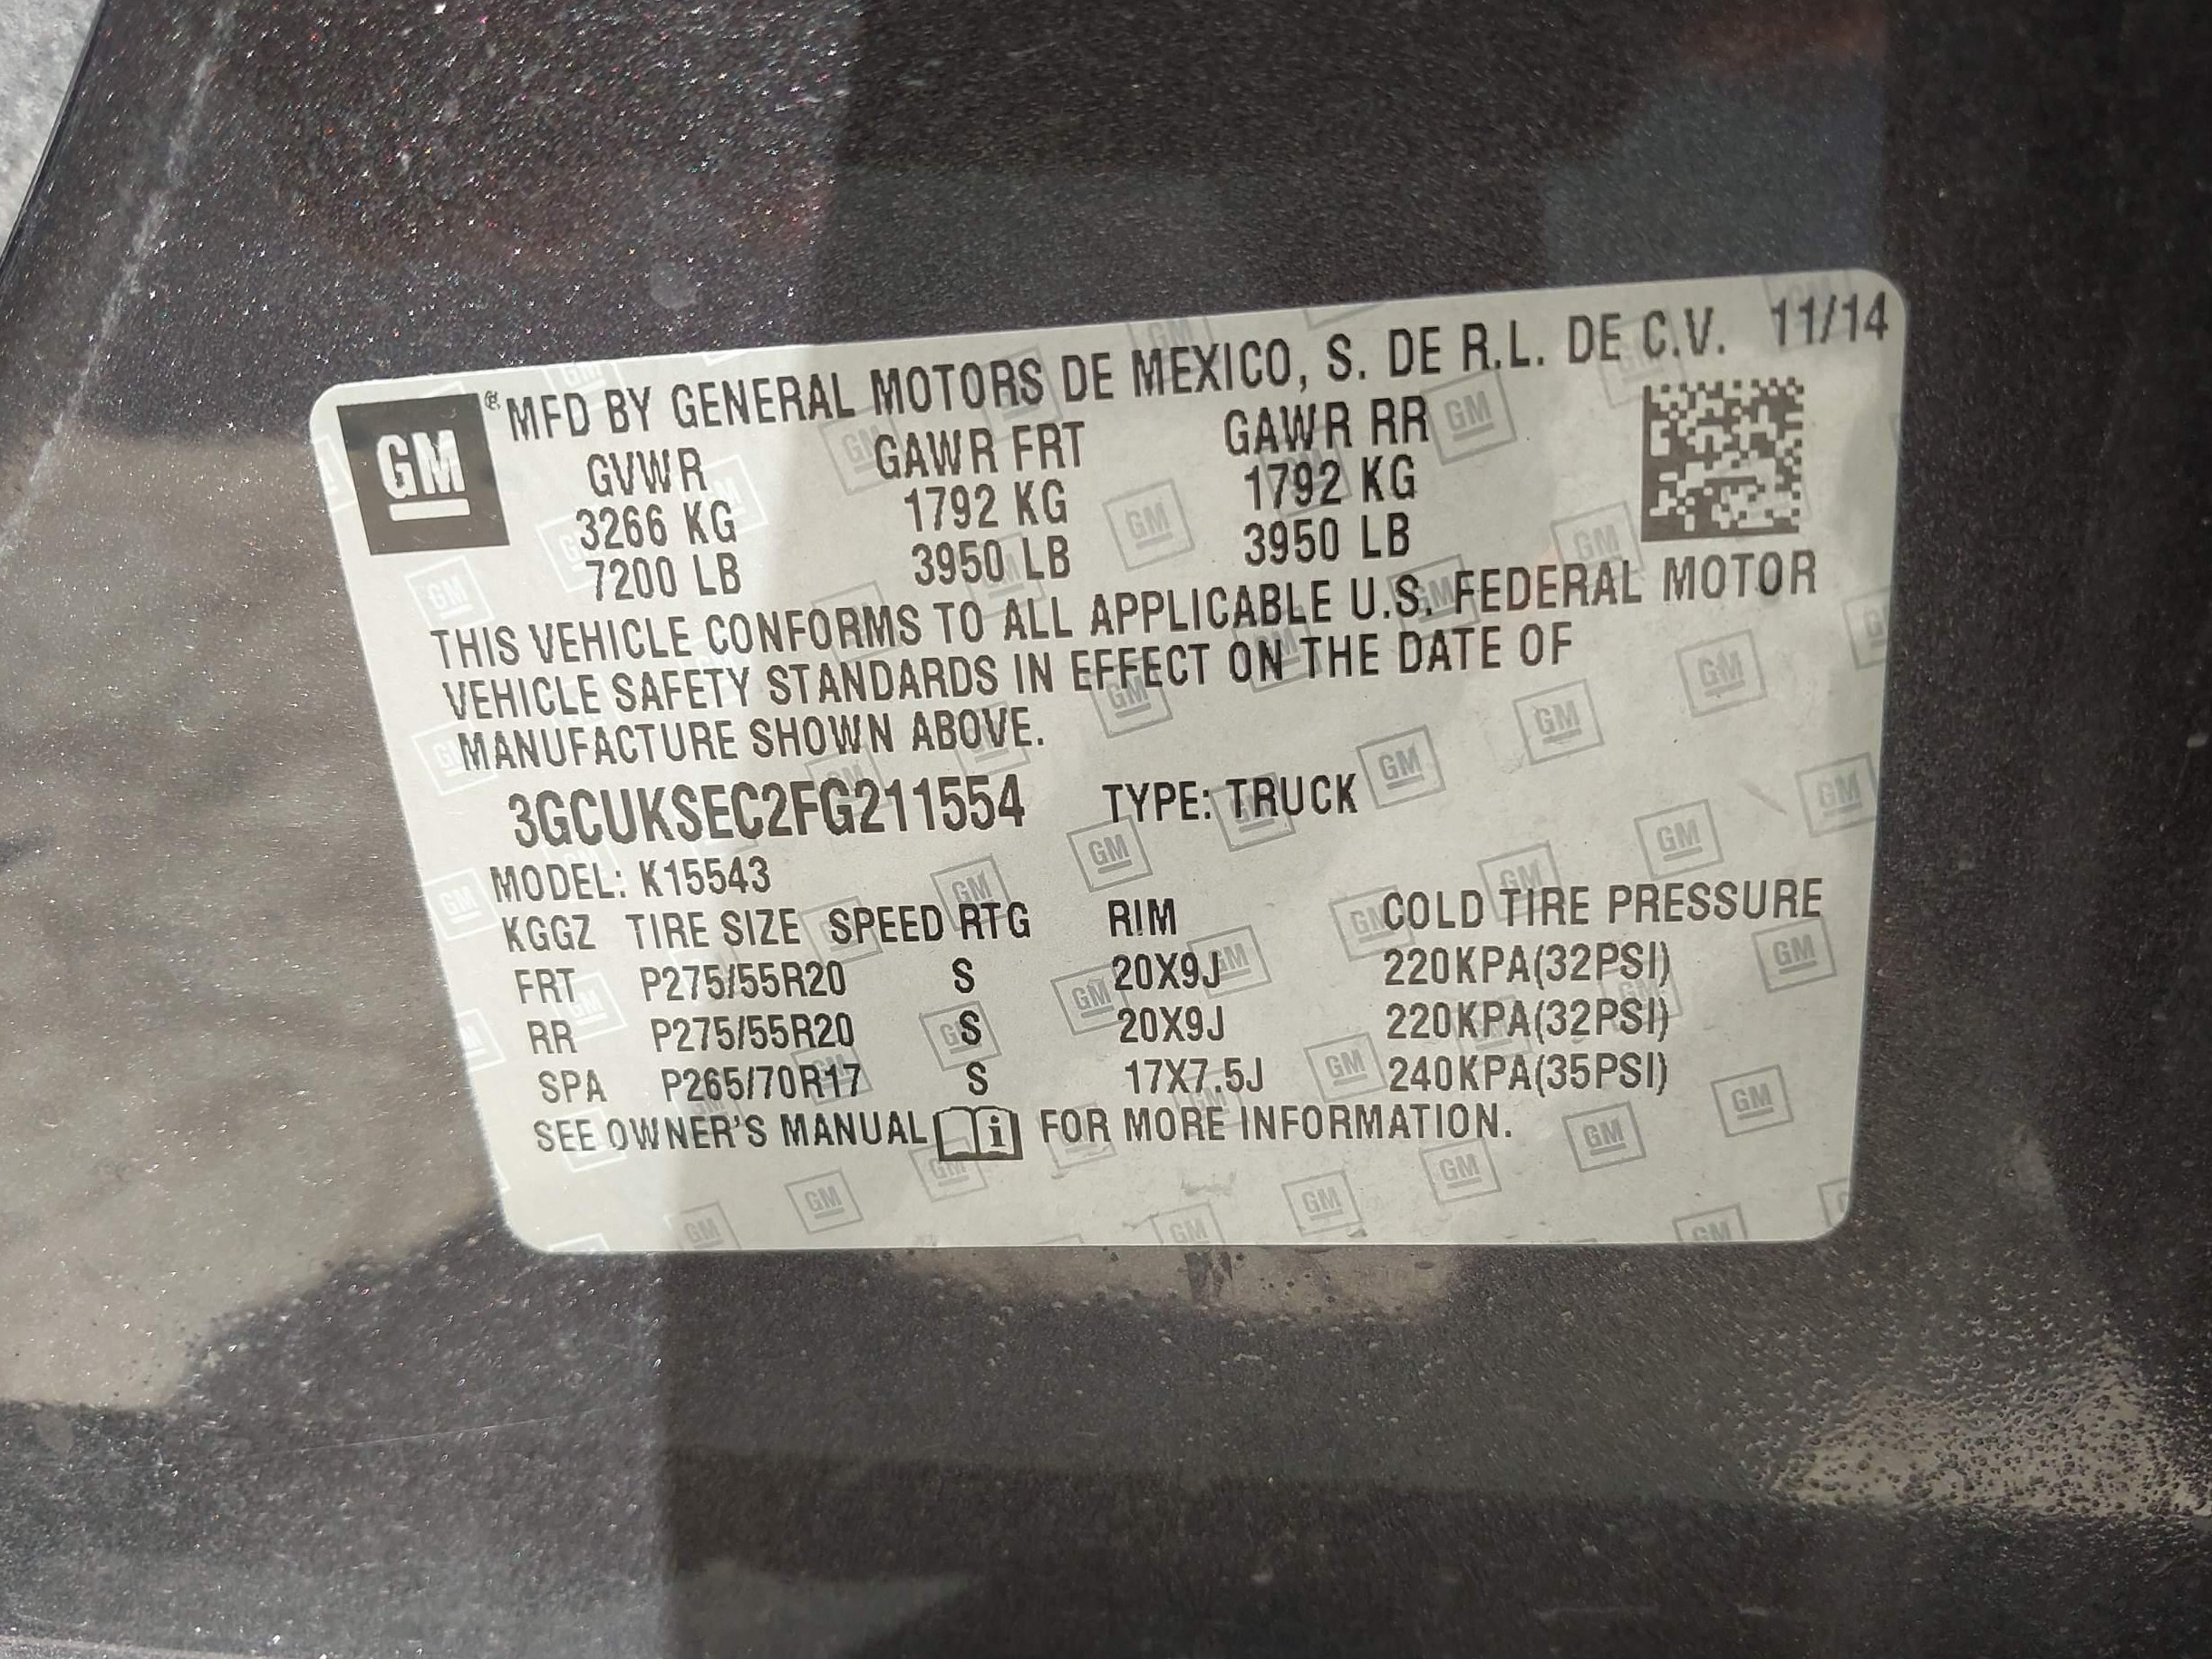 GM ® MFD BY GENERAL MOTORS DE MEXICO, S. DE R.L. DE C.V. 11/14
GVWR GAWR FRT GAWR RR
3266 KG 1792 KG 1792 KG
7200 LB 3950 LB 3950 LB
THIS VEHICLE CONFORMS TO ALL APPLICABLE U.S. FEDERAL MOTOR
VEHICLE SAFETY STANDARDS IN EFFECT ON THE DATE OF
MANUFACTURE SHOWN ABOVE.
3GCUKSEC2FG211554 TYPE: TRUCK
MODEL: K15543
KGGZ TIRE SIZE SPEED RTG RIM COLD TIRE PRESSURE
FRT P275/55R20 S 20X9J 220KPA(32PSI)
RR P275/55R20 S 20X9J 220KPA(32PSI)
SPA P265/70R17 S 17X7.5J 240KPA(35PSI)
SEE OWNER'S MANUAL FOR MORE INFORMATION.